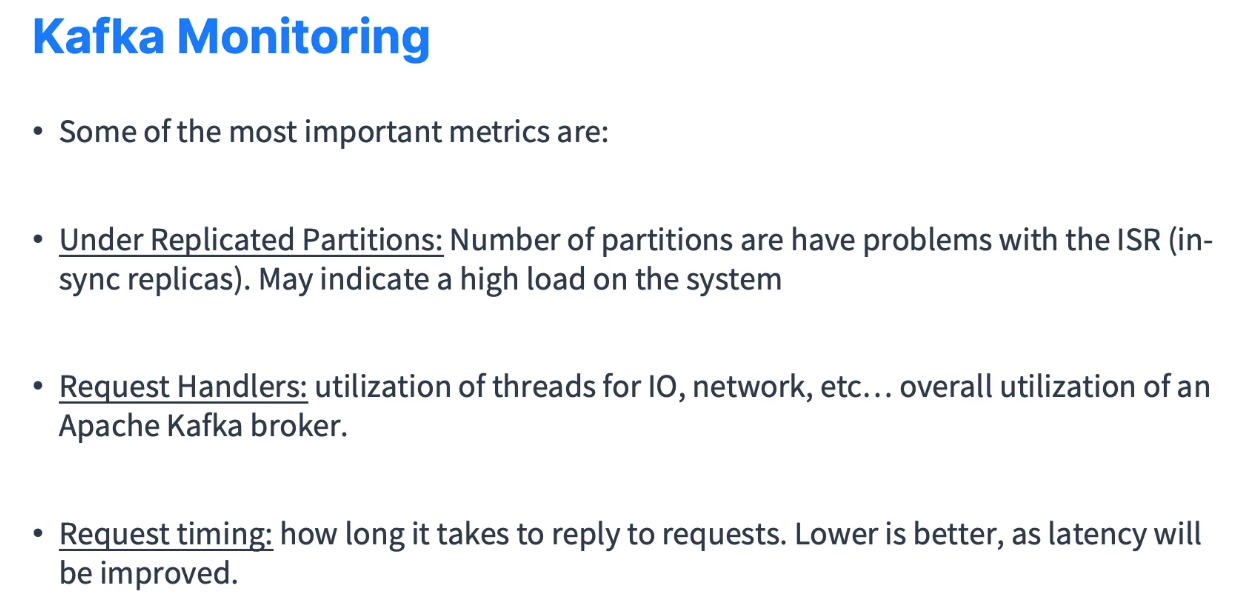 Kafka Monitoring
• Some of the most important metrics are:
• Under Replicated Partitions: Number of partitions are have problems with the ISR (in-
sync replicas). May indicate a high load on the system
• Request Handlers: utilization of threads for IO, network, etc… overall utilization of an
Apache Kafka broker.
• Request timing: how long it takes to reply to requests. Lower is better, as latency will
be improved.